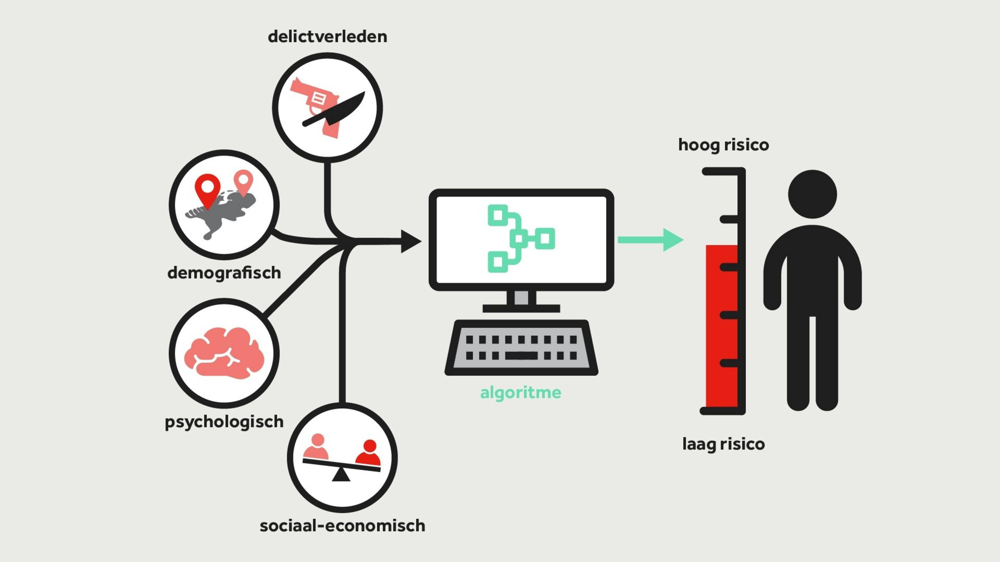 delictverleden
demografisch
psychologisch
sociaal-economisch
algoritme
hoog risico
laag risico